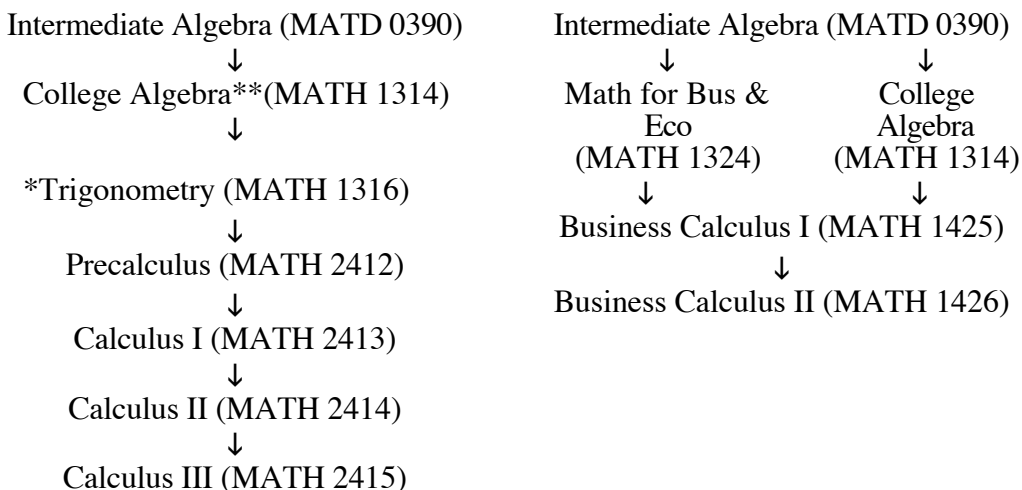 Intermediate Algebra (MATD 0390)
↓
College Algebra**(MATH 1314)
↓
*Trigonometry (MATH 1316)
↓
Precalculus (MATH 2412)
↓
Calculus I (MATH 2413)
↓
Calculus II (MATH 2414)
↓
Calculus III (MATH 2415)
Intermediate Algebra (MATD 0390)
↓ ↓
Math for Bus &
Eco
(MATH 1324)
↓
College
Algebra
(MATH 1314)
↓
Business Calculus I (MATH 1425)
↓
Business Calculus II (MATH 1426)